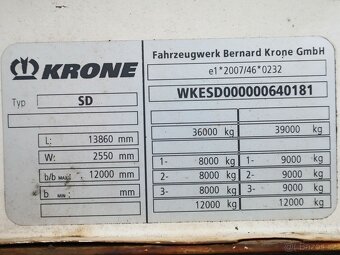 KRONE
Typ SD
L: 13860 mm
W: 2550 mm
b/b MAX: 12000 mm
b MIN: mm
Fahrzeugwerk Bernard Krone GmbH
e1*2007/46*0232
WKESD000000640181
36000 kg 39000 kg
1- 8000 kg 1- 9000 kg
2- 8000 kg 2- 9000 kg
3- 8000 kg 3- 9000 kg
12000 kg 12000 kg